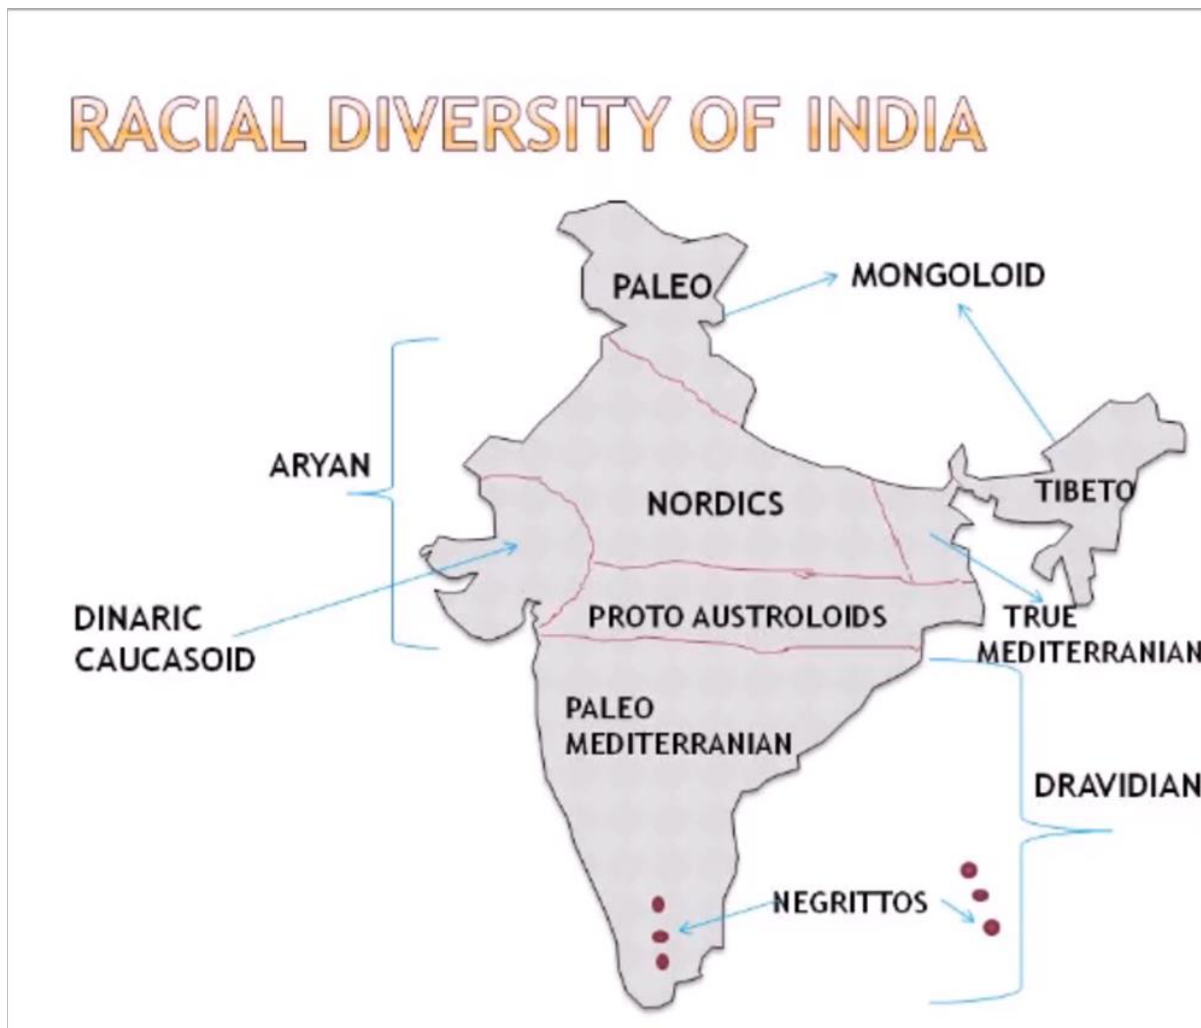 RACIAL DIVERSITY OF INDIA
PALEO
MONGOLOID
ARYAN
NORDICS
TIBETO
DINARIC
CAUCASOID
PROTO AUSTROLOIDS
TRUE
MEDITERRANIAN
PALEO
MEDITERRANIAN
DRAVIDIAN
NEGRITTOS